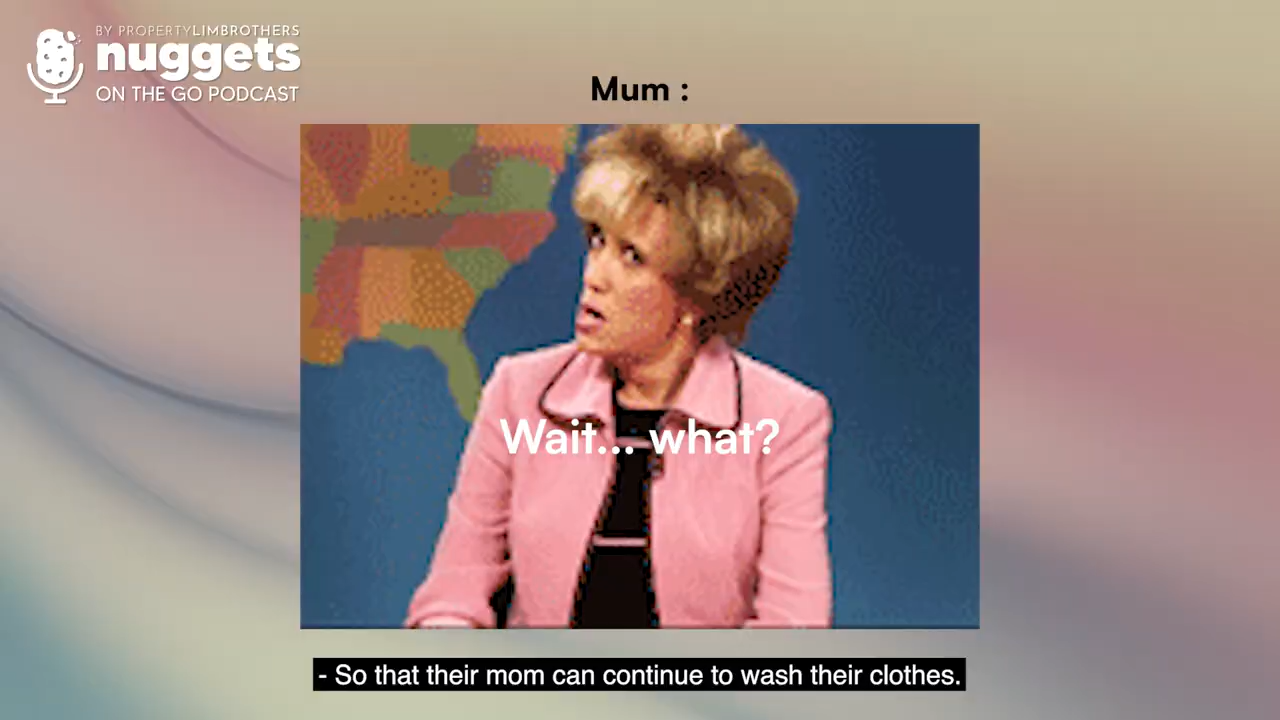 BY PROPERTYLIMBROTHERS
nuggets
ON THE GO PODCAST
Mum :
Wait... what?
- So that their mom can continue to wash their clothes.